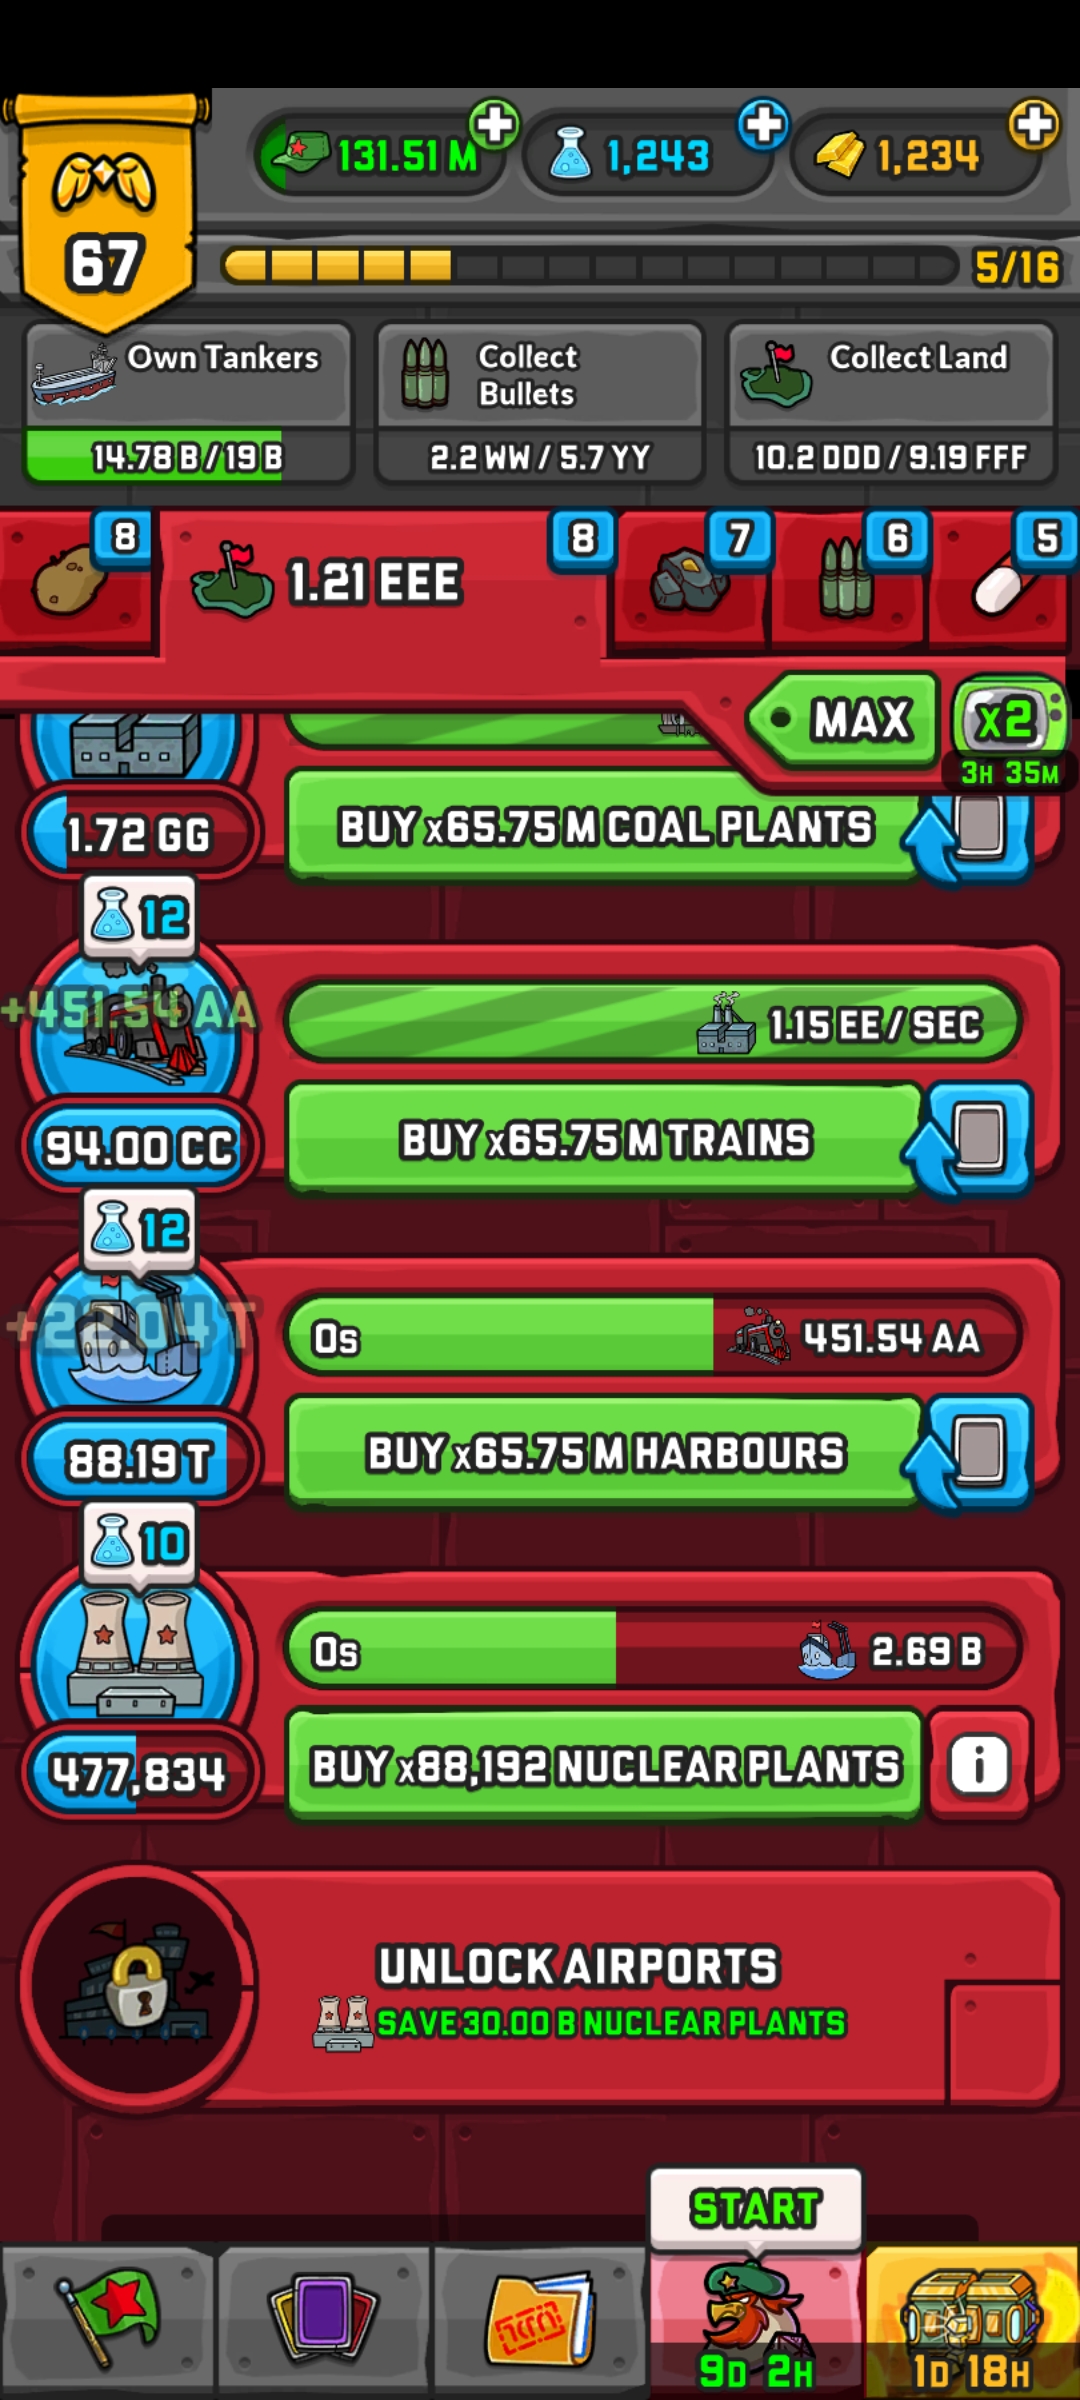 131.51 M
1,243
1,234
67
5/16
Own Tankers
14.78 B / 19 B
Collect
Bullets
2.2 WW / 5.7 YY
Collect Land
10.2 DDD / 9.19 FFF
8
1.21 EEE
8
7
6
5
MAX
x2
3H 35M
1.72 GG
BUY x65.75 M COAL PLANTS
12
+451.54 AA
1.15 EE / SEC
94.00 CC
BUY x65.75 M TRAINS
12
+22.04 T
0s
451.54 AA
88.19 T
BUY x65.75 M HARBOURS
10
0s
2.69 B
477,834
BUY x88,192 NUCLEAR PLANTS
i
UNLOCK AIRPORTS
SAVE 30.00 B NUCLEAR PLANTS
START
9D 2H
1D 18H